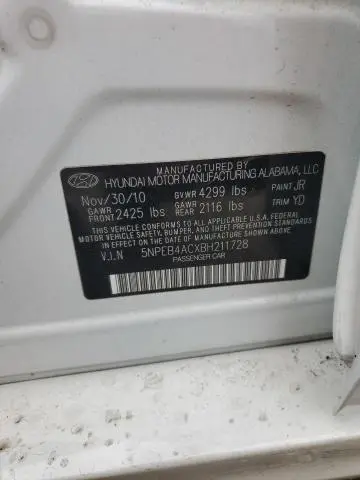 MANUFACTURED BY
HYUNDAI MOTOR MANUFACTURING ALABAMA, LLC
Nov/30/10 GVWR 4299 lbs PAINT JR
GAWR FRONT 2425 lbs GAWR REAR 2116 lbs TRIM YD
THIS VEHICLE CONFORMS TO ALL APPLICABLE U.S.A. FEDERAL
MOTOR VEHICLE SAFETY, BUMPER, AND THEFT PREVENTION
STANDARDS IN EFFECT ON THE DATE OF MANUFACTURE SHOWN ABOVE.
V.I.N 5NPEB4ACXBH211728
PASSENGER CAR